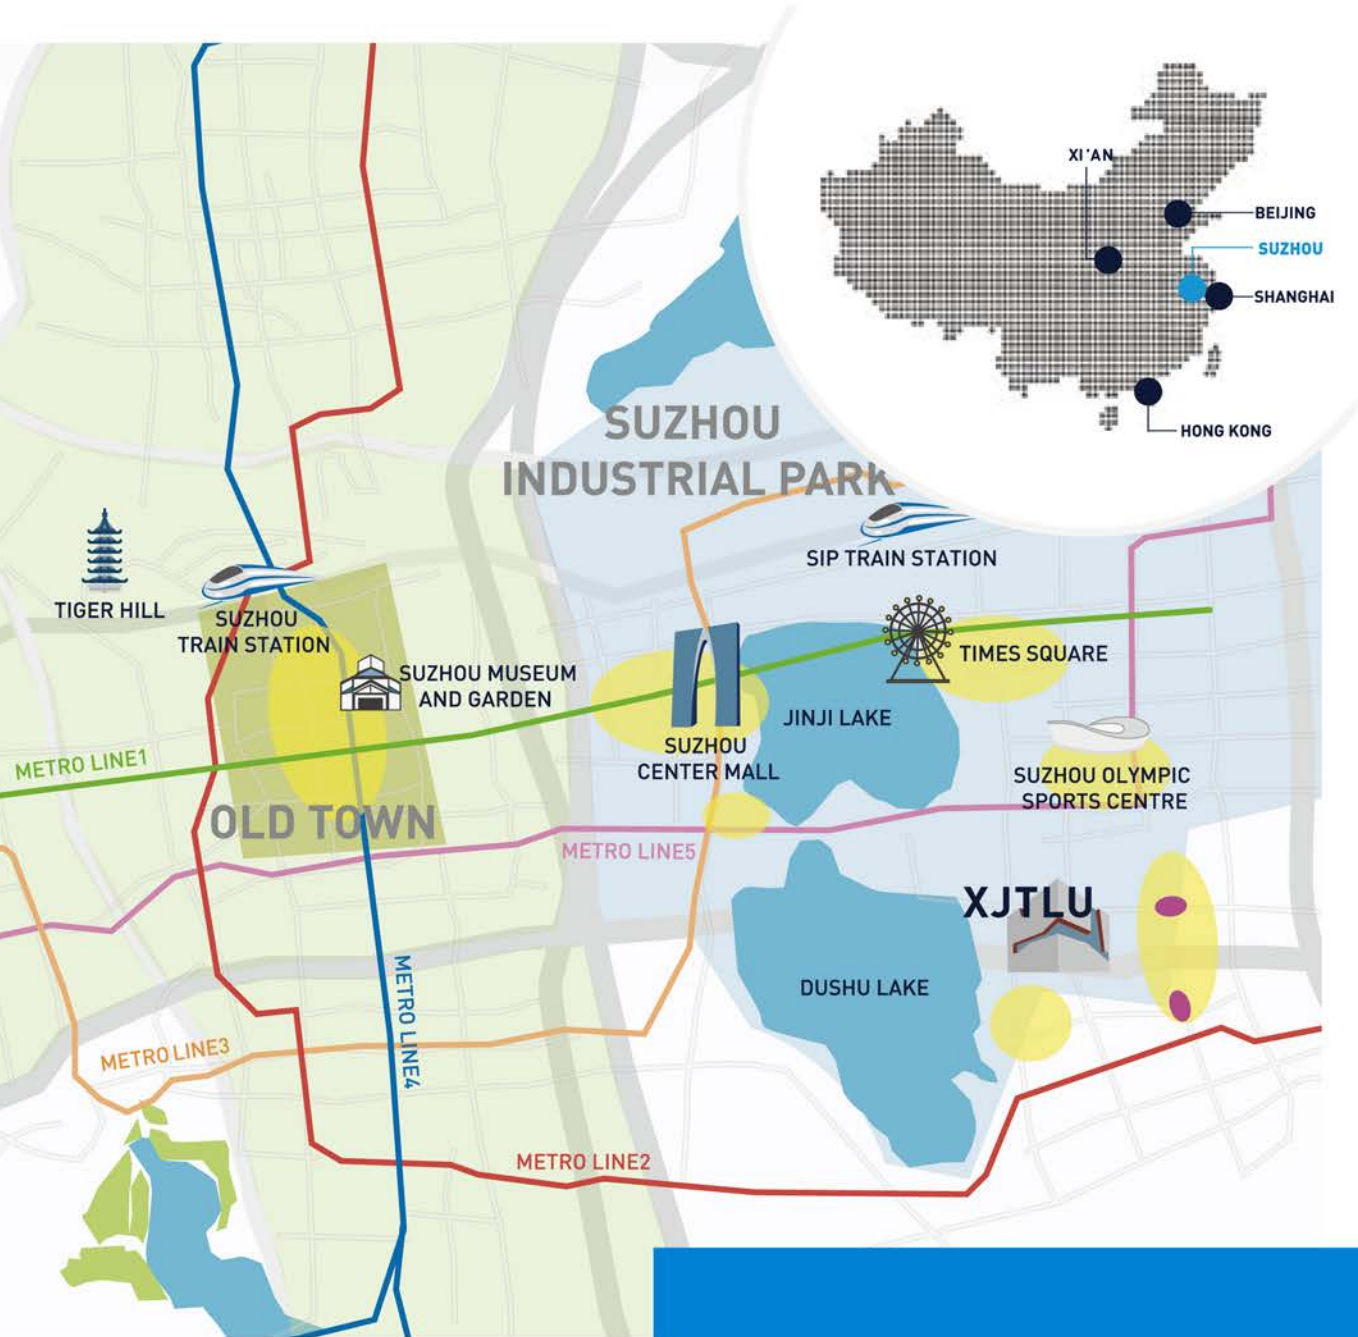 XI'AN
BEIJING
SUZHOU
SHANGHAI
HONG KONG
SUZHOU
INDUSTRIAL PARK
SIP TRAIN STATION
TIGER HILL
SUZHOU
TRAIN STATION
SUZHOU MUSEUM
AND GARDEN
TIMES SQUARE
JINJI LAKE
SUZHOU
CENTER MALL
METRO LINE1
SUZHOU OLYMPIC
SPORTS CENTRE
OLD TOWN
METRO LINE5
XJTLU
DUSHU LAKE
METRO LINE4
METRO LINE3
METRO LINE2